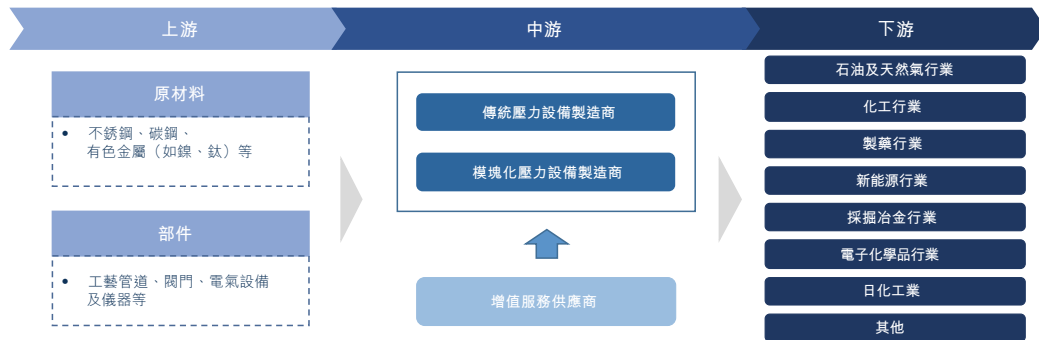 上游
中游
下游
原材料
• 不銹鋼、碳鋼、
有色金屬（如鎳、鈦）等
部件
• 工藝管道、閥門、電氣設備
及儀器等
傳統壓力設備製造商
模塊化壓力設備製造商
增值服務供應商
石油及天然氣行業
化工行業
製藥行業
新能源行業
採掘冶金行業
電子化學品行業
日化工業
其他